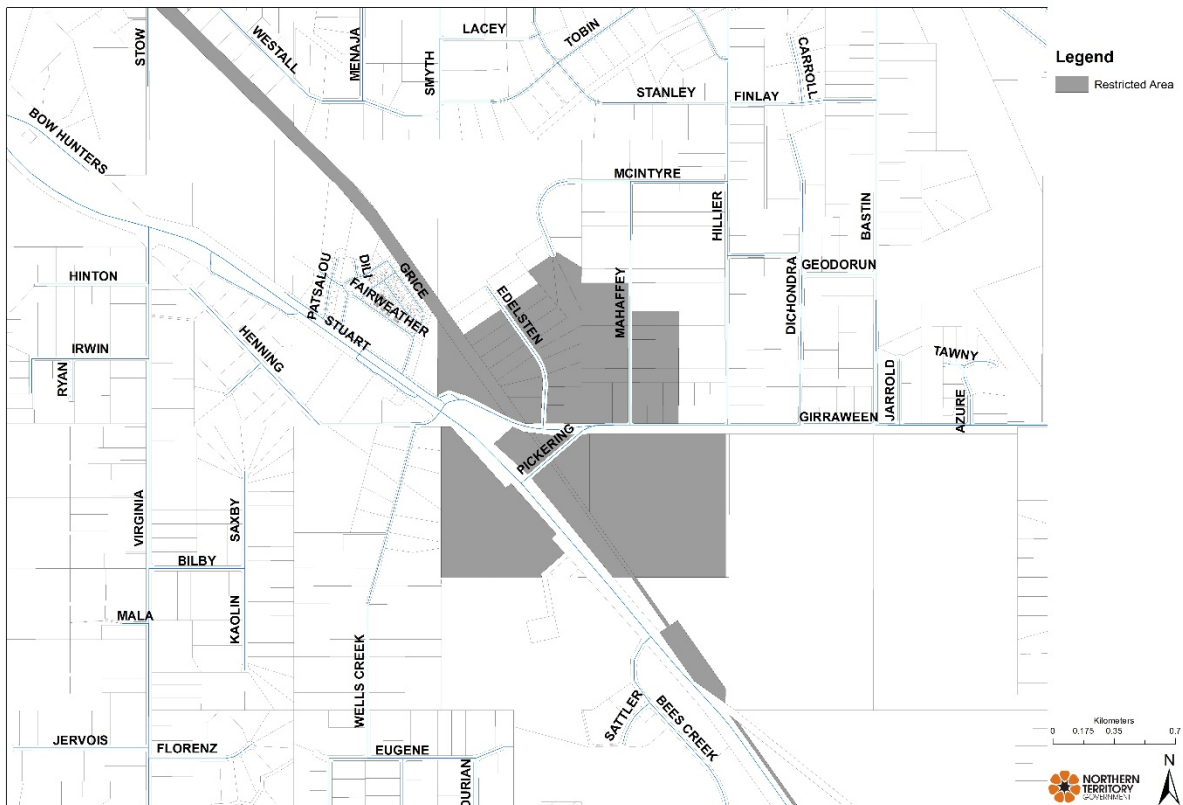 STOW
WESTALL
MENAJA
SMYTH
LACEY
TOBIN
CARROLL
STANLEY
FINLAY
Legend
Restricted Area
BOW HUNTERS
MCINTYRE
HILLIER
BASTIN
HINTON
PATSALOU
DILI
GRICE
FAIRWEATHER
STUART
EDELSTEN
MAHAFFEY
DICHONDRA
GEODORUN
HENNING
IRWIN
RYAN
TAWNY
JARROLD
AZURE
GIRRAWEEN
PICKERING
VIRGINIA
SAXBY
BILBY
MALA
KAOLIN
WELLS CREEK
SATTLER
BEES CREEK
JERVOIS
FLORENZ
EUGENE
DURIAN
Kilometers
0 0.175 0.35 0.7
N
NORTHERN
TERRITORY
GOVERNMENT